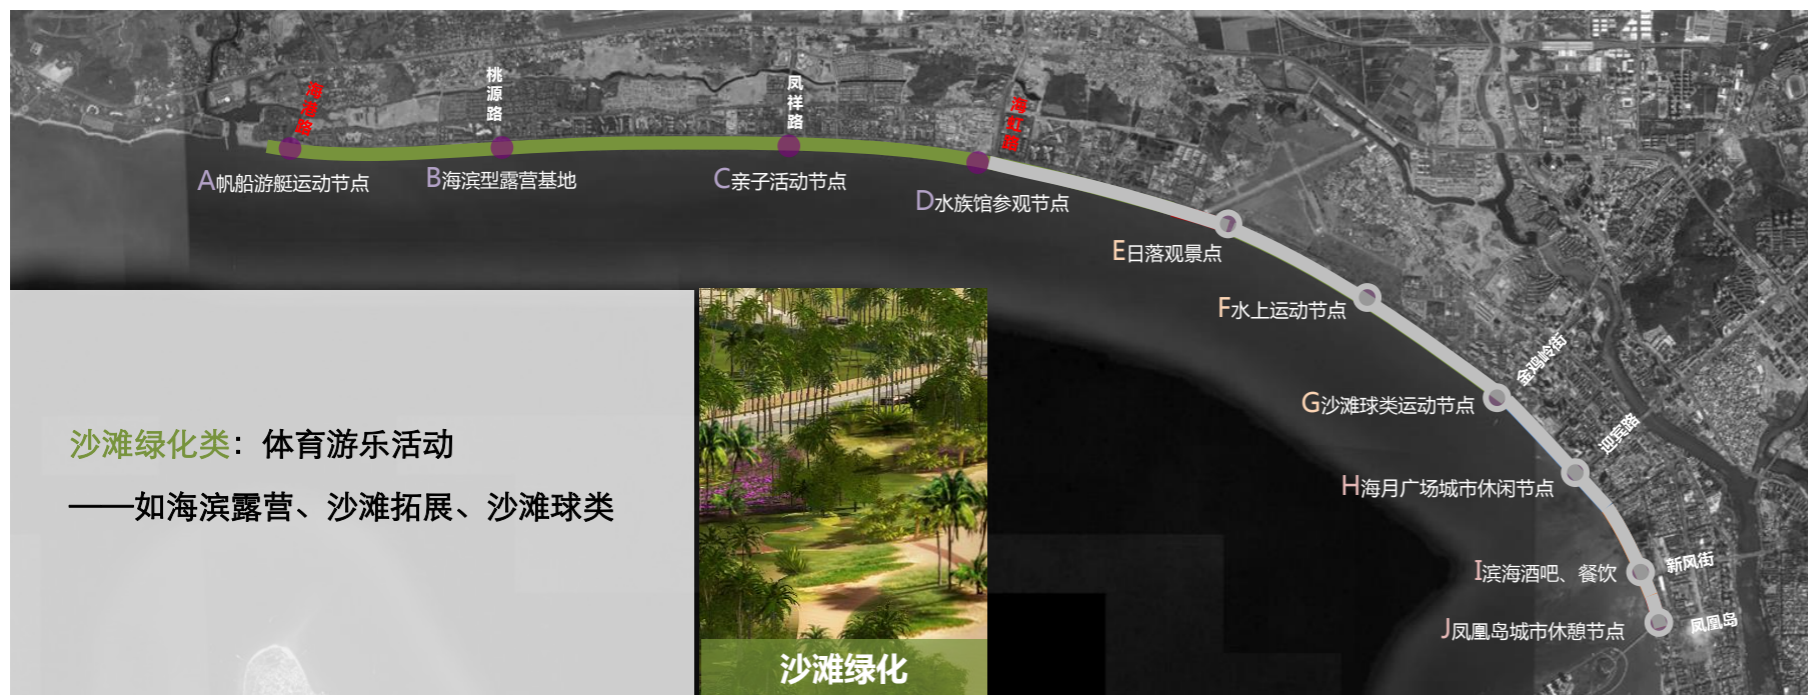 海坡路
桃源路
凤祥路
海虹路
A帆船游艇运动节点
B海滨型露营基地
C亲子活动节点
D水族馆参观节点
E日落观景点
F水上运动节点
金鸡岭街
G沙滩球类运动节点
迎宾路
H海月广场城市休闲节点
I滨海酒吧、餐饮
新风街
J凤凰岛城市休憩节点
凤凰岛
沙滩绿化类：体育游乐活动
——如海滨露营、沙滩拓展、沙滩球类
沙滩绿化